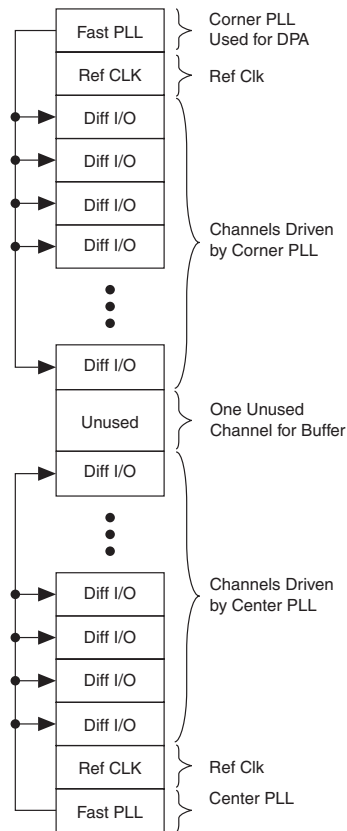 Fast PLL
Corner PLL
Used for DPA
Ref CLK
Ref Clk
Diff I/O
Diff I/O
Diff I/O
Diff I/O
Channels Driven
by Corner PLL
Diff I/O
Unused
One Unused
Channel for Buffer
Diff I/O
Diff I/O
Channels Driven
by Center PLL
Diff I/O
Diff I/O
Diff I/O
Ref CLK
Ref Clk
Fast PLL
Center PLL